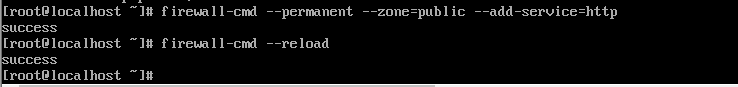 [root@localhost ~]# firewall-cmd --permanent --zone=public --add-service=http
success
[root@localhost ~]# firewall-cmd --reload
success
[root@localhost ~]#